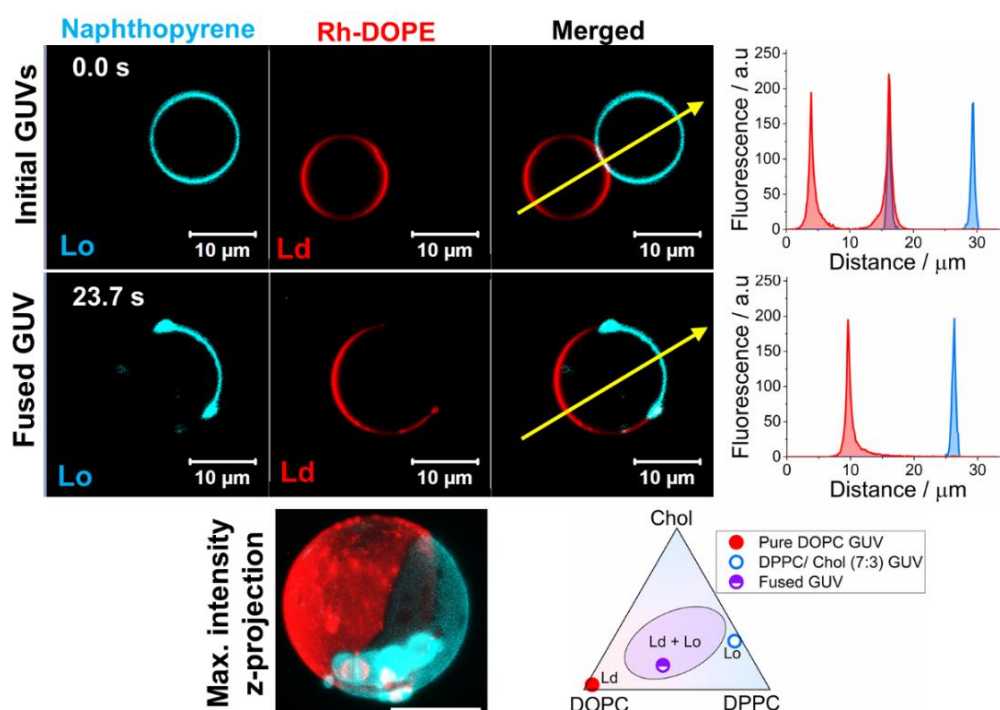 Naphthopyrene Rh-DOPE Merged
Initial GUVs
0.0 s
Lo
10 µm
Ld
10 µm
10 µm
Fluorescence / a.u
250
200
150
100
50
0
0 10 20 30
Distance / µm
Fused GUV
23.7 s
Lo
10 µm
Ld
10 µm
10 µm
Fluorescence / a.u
250
200
150
100
50
0
0 10 20 30
Distance / µm
Max. intensity
z-projection
Chol
Pure DOPC GUV
DPPC/ Chol (7:3) GUV
Fused GUV
Ld + Lo
Lo
Ld
DOPC
DPPC